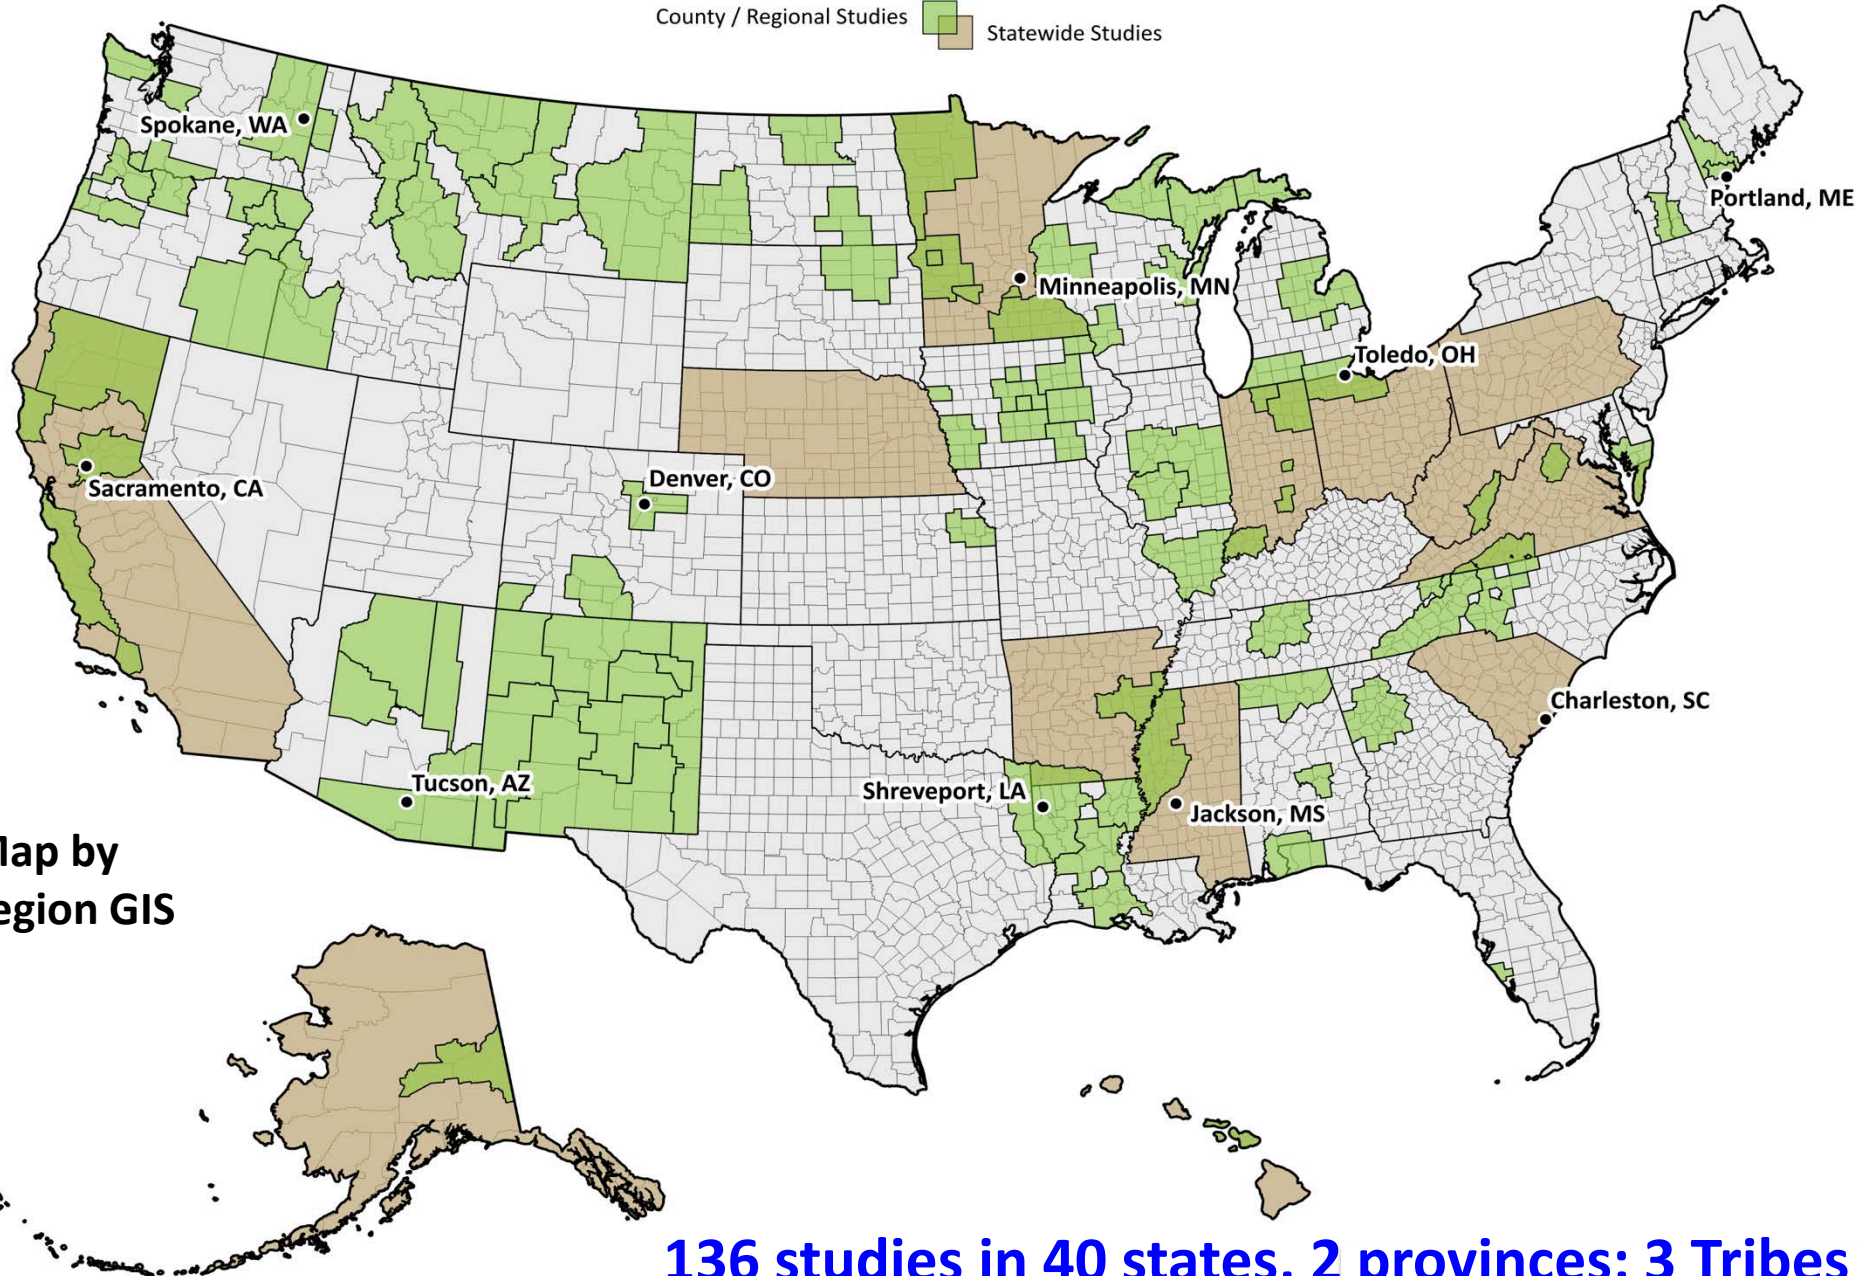 County / Regional Studies
Statewide Studies
Spokane, WA
Portland, ME
Minneapolis, MN
Toledo, OH
Sacramento, CA
Denver, CO
Charleston, SC
Tucson, AZ
Shreveport, LA
Jackson, MS
Map by
egion GIS
136 studies in 40 states, 2 provinces; 3 Tribes